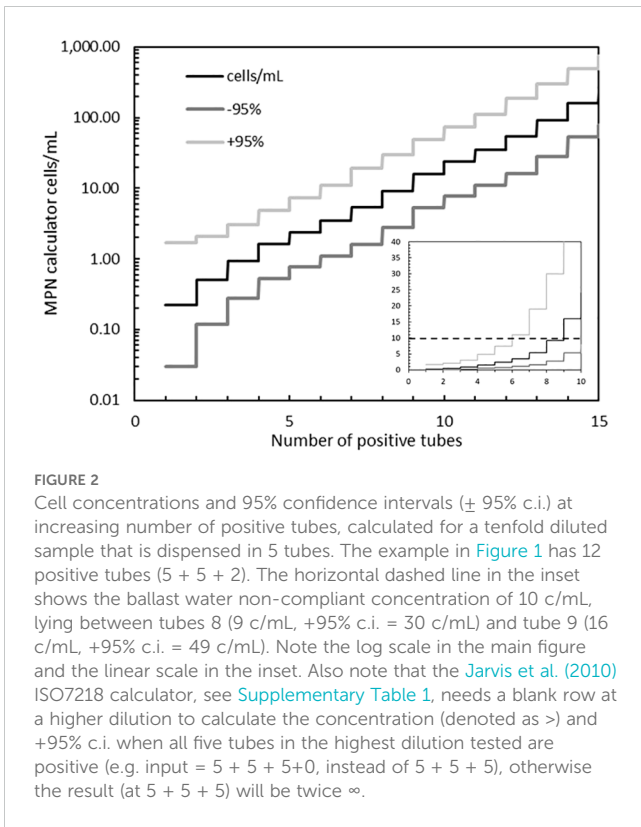 1,000.00
100.00
10.00
1.00
0.10
0.01
MPN calculator cells/mL
cells/mL
-95%
+95%
40
35
30
25
20
15
10
5
0
0 2 4 6 8 10
0 5 10 15
Number of positive tubes
FIGURE 2
Cell concentrations and 95% confidence intervals (± 95% c.i.) at
increasing number of positive tubes, calculated for a tenfold diluted
sample that is dispensed in 5 tubes. The example in Figure 1 has 12
positive tubes (5 + 5 + 2). The horizontal dashed line in the inset
shows the ballast water non-compliant concentration of 10 c/mL,
lying between tubes 8 (9 c/mL, +95% c.i. = 30 c/mL) and tube 9 (16
c/mL, +95% c.i. = 49 c/mL). Note the log scale in the main figure
and the linear scale in the inset. Also note that the Jarvis et al. (2010)
ISO7218 calculator, see Supplementary Table 1, needs a blank row at
a higher dilution to calculate the concentration (denoted as >) and
+95% c.i. when all five tubes in the highest dilution tested are
positive (e.g. input = 5 + 5 + 5+0, instead of 5 + 5 + 5), otherwise
the result (at 5 + 5 + 5) will be twice ∞.